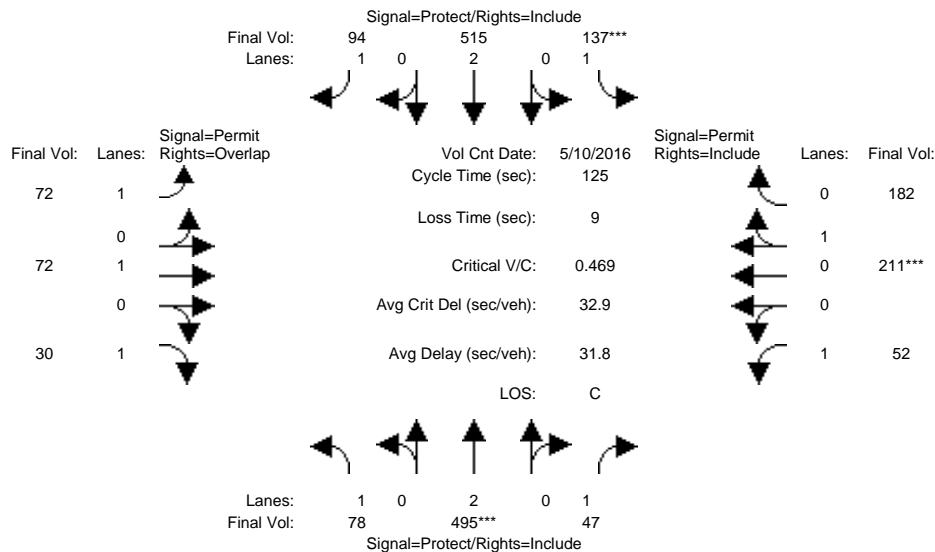 Signal=Protect/Rights=Include
Final Vol: 94 515 137***
Lanes: 1 0 2 0 1
Signal=Permit Signal=Permit
Final Vol: Lanes: Rights=Overlap Vol Cnt Date: 5/10/2016 Rights=Include Lanes: Final Vol:
Cycle Time (sec): 125
72 1 0 182
Loss Time (sec): 9
0 1
72 1 Critical V/C: 0.469 0 211***
0 Avg Crit Del (sec/veh): 32.9 0
30 1 Avg Delay (sec/veh): 31.8 1 52
LOS: C
Lanes: 1 0 2 0 1
Final Vol: 78 495*** 47
Signal=Protect/Rights=Include